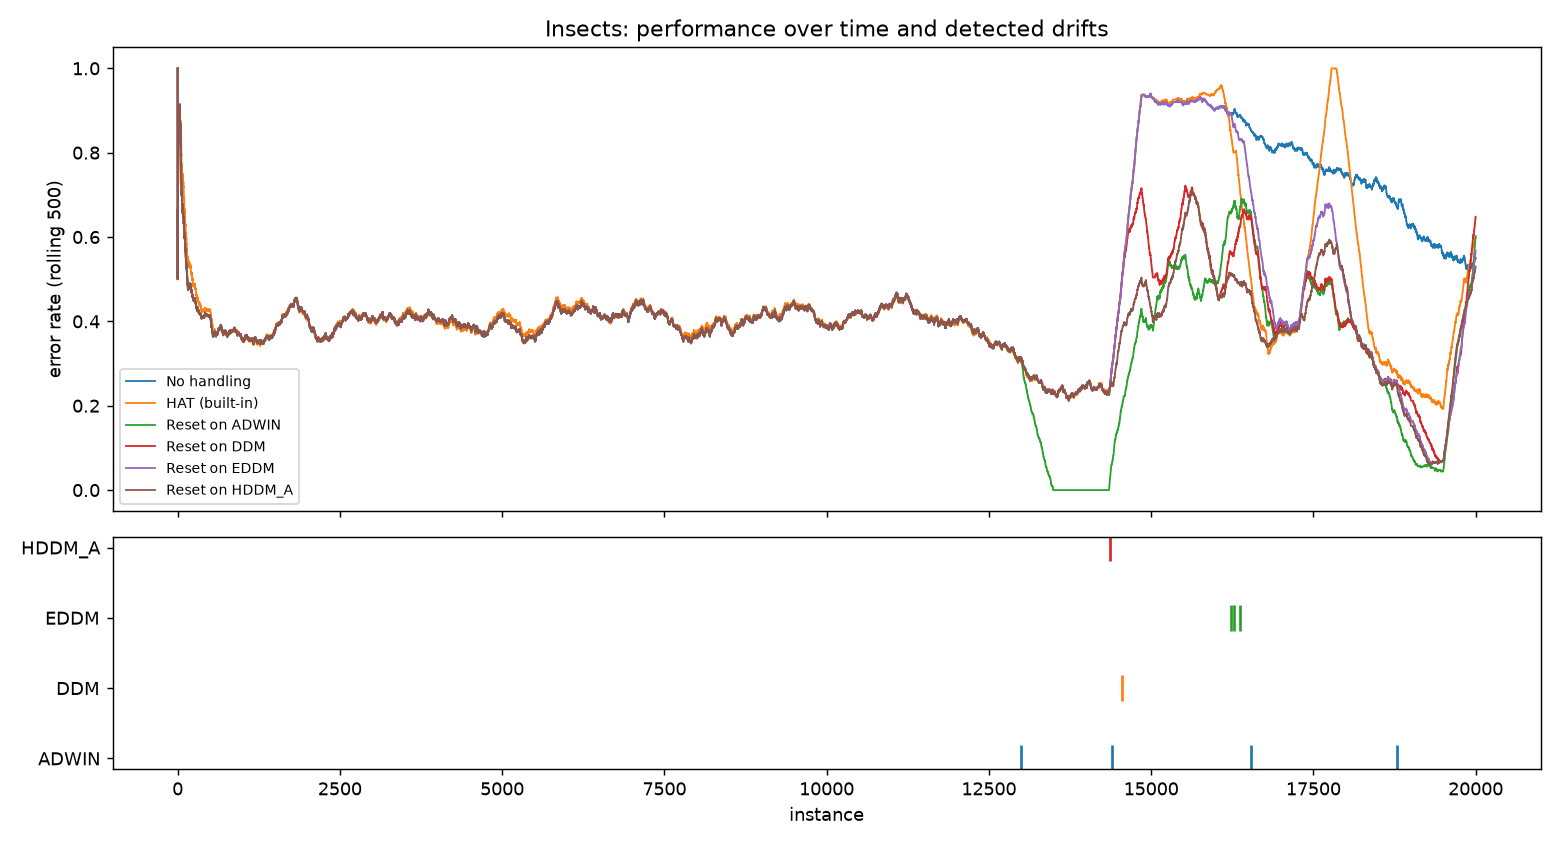 Insects: performance over time and detected drifts
error rate (rolling 500)
1.0
0.8
0.6
0.4
0.2
0.0
No handling
HAT (built-in)
Reset on ADWIN
Reset on DDM
Reset on EDDM
Reset on HDDM_A
HDDM_A
EDDM
DDM
ADWIN
0 2500 5000 7500 10000 12500 15000 17500 20000
instance